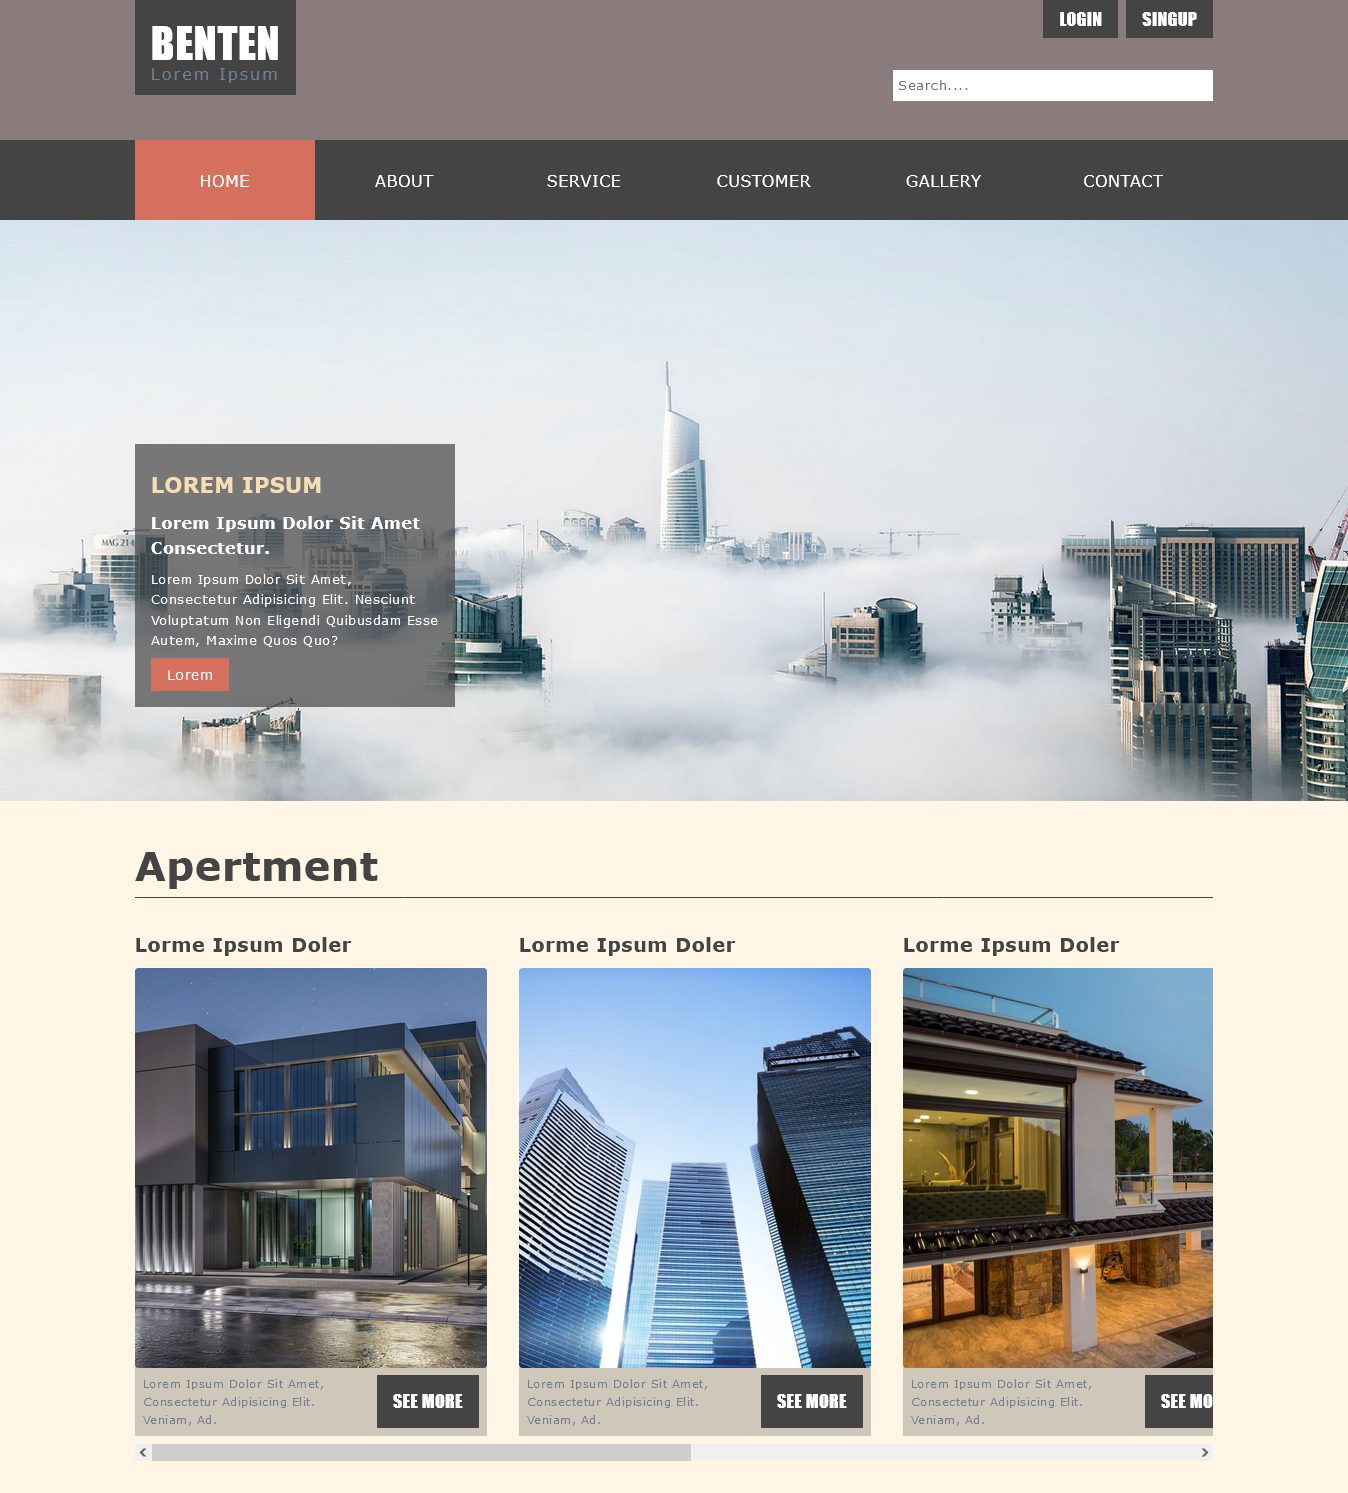 BENTEN
Lorem Ipsum
LOGIN
SINGUP
Search....
HOME
ABOUT
SERVICE
CUSTOMER
GALLERY
CONTACT
MAG 214
LOREM IPSUM
Lorem Ipsum Dolor Sit Amet
Consectetur.
Lorem Ipsum Dolor Sit Amet,
Consectetur Adipisicing Elit. Nesciunt
Voluptatum Non Eligendi Quibusdam Esse
Autem, Maxime Quos Quo?
Lorem
Apertment
Lorme Ipsum Doler
Lorem Ipsum Dolor Sit Amet,
Consectetur Adipisicing Elit.
Veniam, Ad.
SEE MORE
Lorme Ipsum Doler
Lorem Ipsum Dolor Sit Amet,
Consectetur Adipisicing Elit.
Veniam, Ad.
SEE MORE
Lorme Ipsum Doler
Lorem Ipsum Dolor Sit Amet,
Consectetur Adipisicing Elit.
Veniam, Ad.
SEE MO